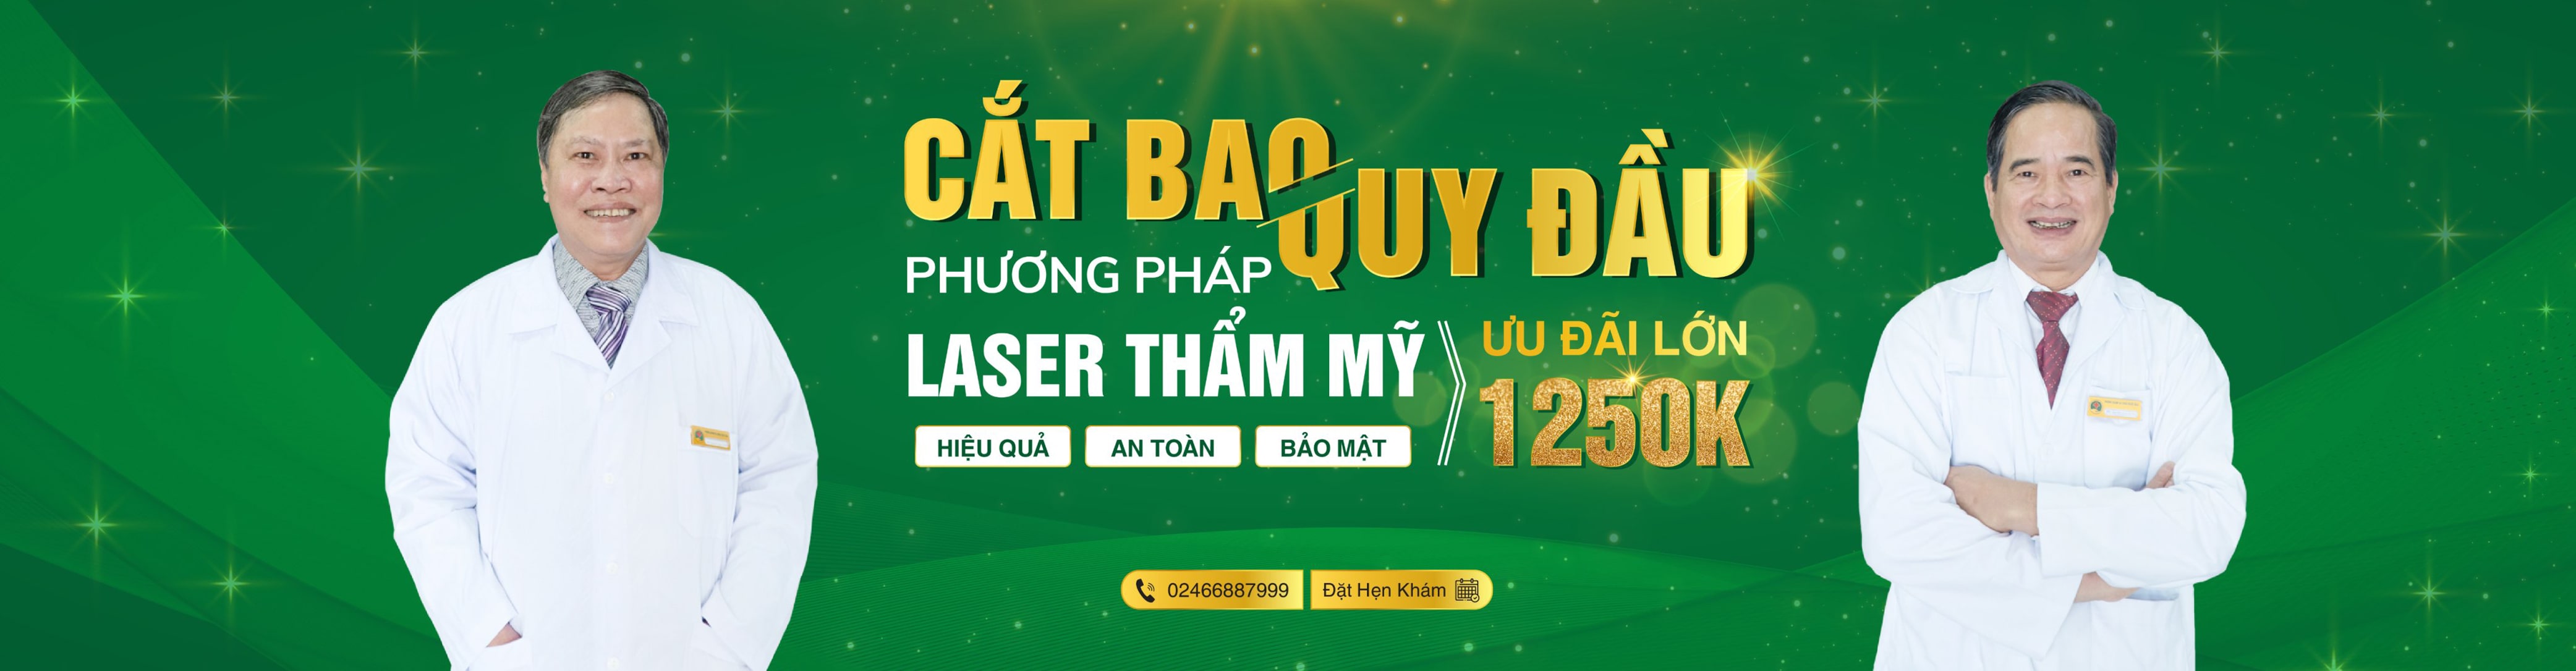 CẮT BAO
QUY ĐẦU
PHƯƠNG PHÁP
LASER THẨM MỸ
ƯU ĐÃI LỚN
1250K
HIỆU QUẢ
AN TOÀN
BẢO MẬT
02466887999
Đặt Hẹn Khám